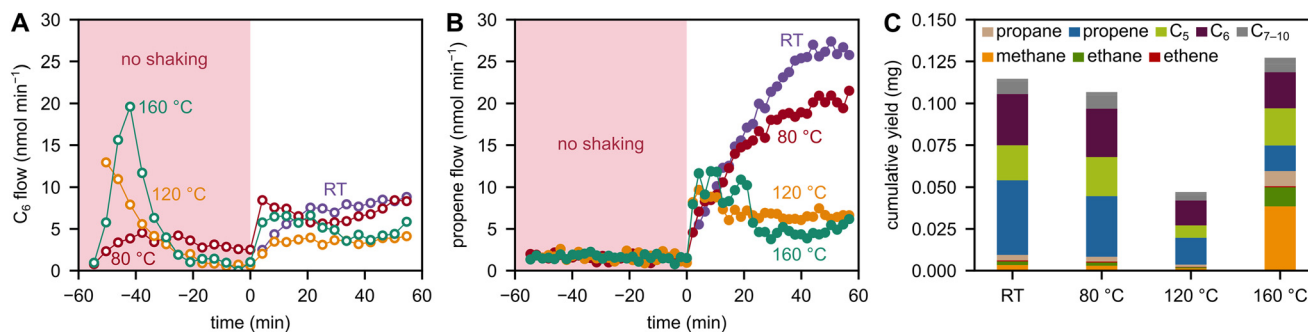 A
C₆ flow (nmol min⁻¹)
30
25
20
15
10
5
0
no shaking
160 °C
120 °C
80 °C
RT
−60
−40
−20
0
20
40
60
time (min)
B
propene flow (nmol min⁻¹)
30
25
20
15
10
5
0
no shaking
RT
80 °C
120 °C
160 °C
−60
−40
−20
0
20
40
60
time (min)
C
cumulative yield (mg)
0.150
0.125
0.100
0.075
0.050
0.025
0.000
propane propene C₅ C₆ C₇₋₁₀
methane ethane ethene
RT
80 °C
120 °C
160 °C